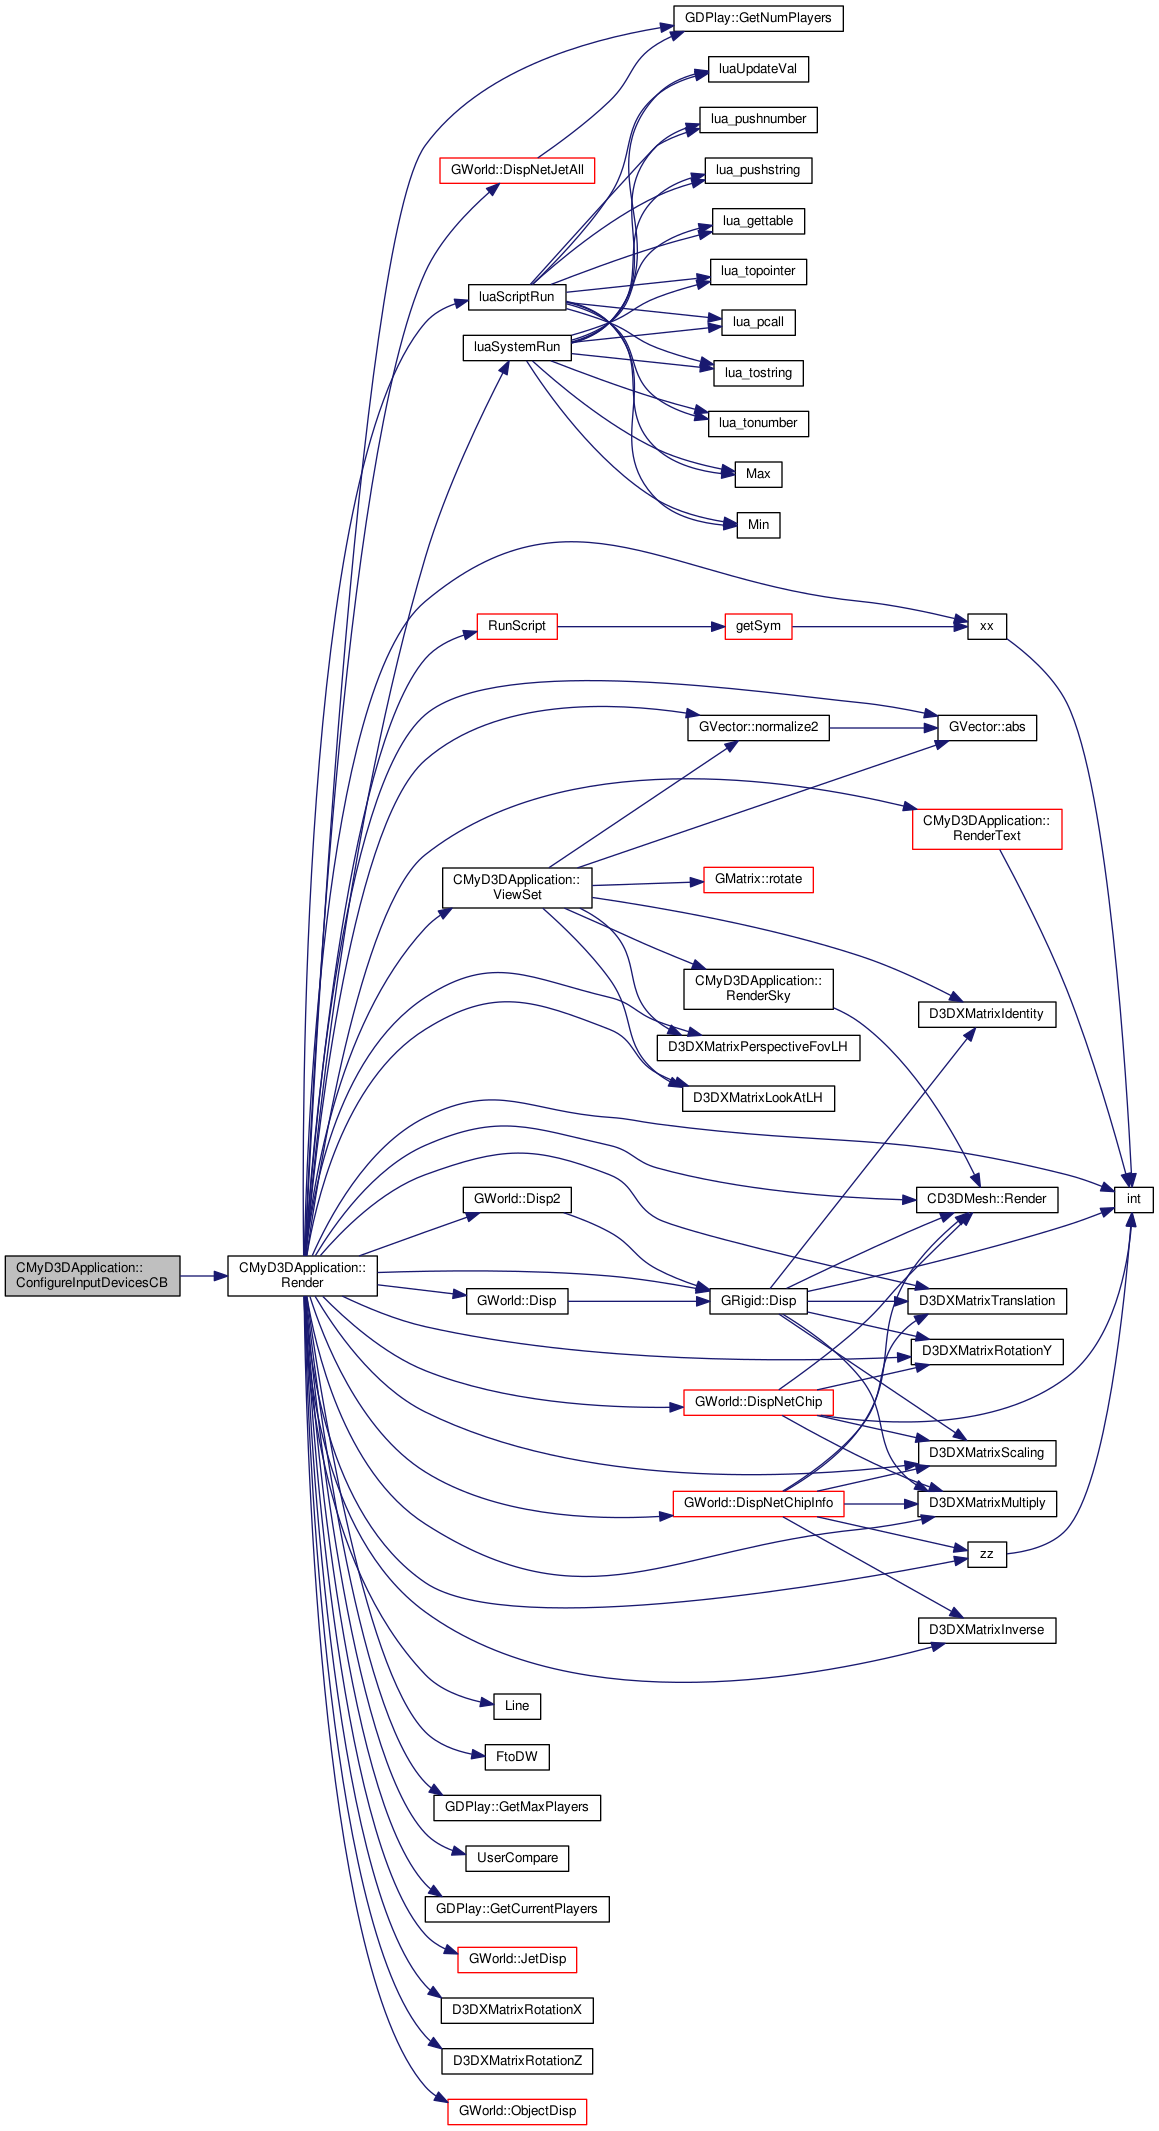 GDPlay::GetNumPlayers
luaUpdateVal
lua_pushnumber
GWorld::DispNetJetAll
lua_pushstring
lua_gettable
lua_topointer
luaScriptRun
lua_pcall
luaSystemRun
lua_tostring
lua_tonumber
Max
Min
RunScript
getSym
xx
GVector::normalize2
GVector::abs
CMyD3DApplication::
RenderText
CMyD3DApplication::
ViewSet
GMatrix::rotate
CMyD3DApplication::
RenderSky
D3DXMatrixIdentity
D3DXMatrixPerspectiveFovLH
D3DXMatrixLookAtLH
GWorld::Disp2
CD3DMesh::Render
int
CMyD3DApplication::
ConfigureInputDevicesCB
CMyD3DApplication::
Render
GWorld::Disp
GRigid::Disp
D3DXMatrixTranslation
D3DXMatrixRotationY
GWorld::DispNetChip
D3DXMatrixScaling
GWorld::DispNetChipInfo
D3DXMatrixMultiply
zz
D3DXMatrixInverse
Line
FtoDW
GDPlay::GetMaxPlayers
UserCompare
GDPlay::GetCurrentPlayers
GWorld::JetDisp
D3DXMatrixRotationX
D3DXMatrixRotationZ
GWorld::ObjectDisp